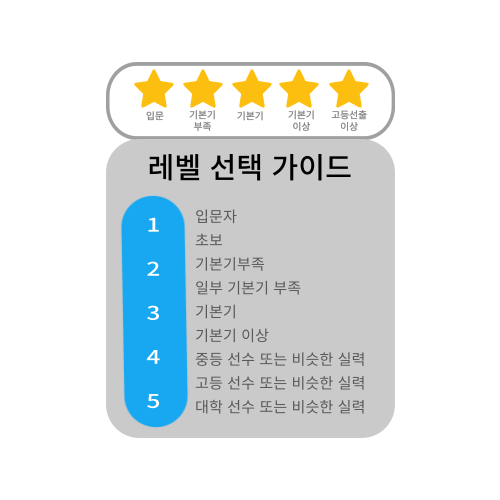 입문 기본기 기본기 기본기 고등선출
부족 이상 이상
레벨 선택 가이드
1 입문자
초보
2 기본기부족
일부 기본기 부족
3 기본기
기본기 이상
4 중등 선수 또는 비슷한 실력
고등 선수 또는 비슷한 실력
5 대학 선수 또는 비슷한 실력